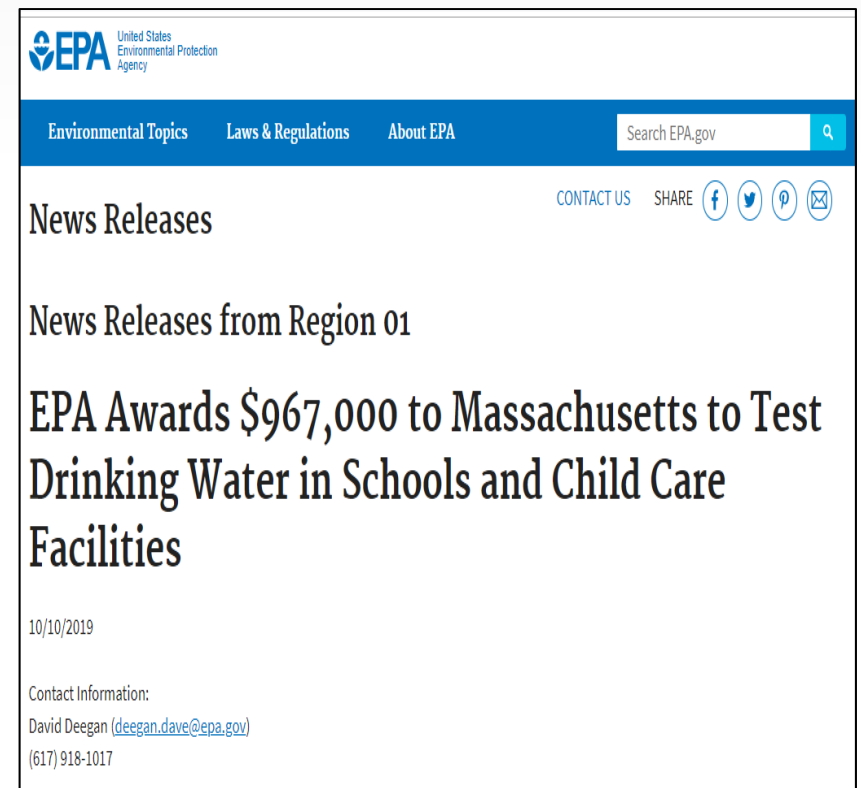 EPA United States
Environmental Protection
Agency
Environmental Topics Laws & Regulations About EPA Search EPA.gov
CONTACT US SHARE
News Releases
News Releases from Region 01
EPA Awards $967,000 to Massachusetts to Test
Drinking Water in Schools and Child Care
Facilities
10/10/2019
Contact Information:
David Deegan (deegan.dave@epa.gov)
(617) 918-1017